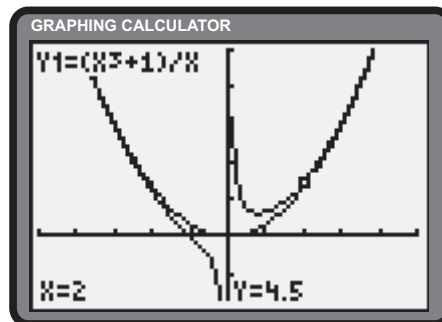 GRAPHING CALCULATOR
Y1=(X³+1)/X
X=2 Y=4.5